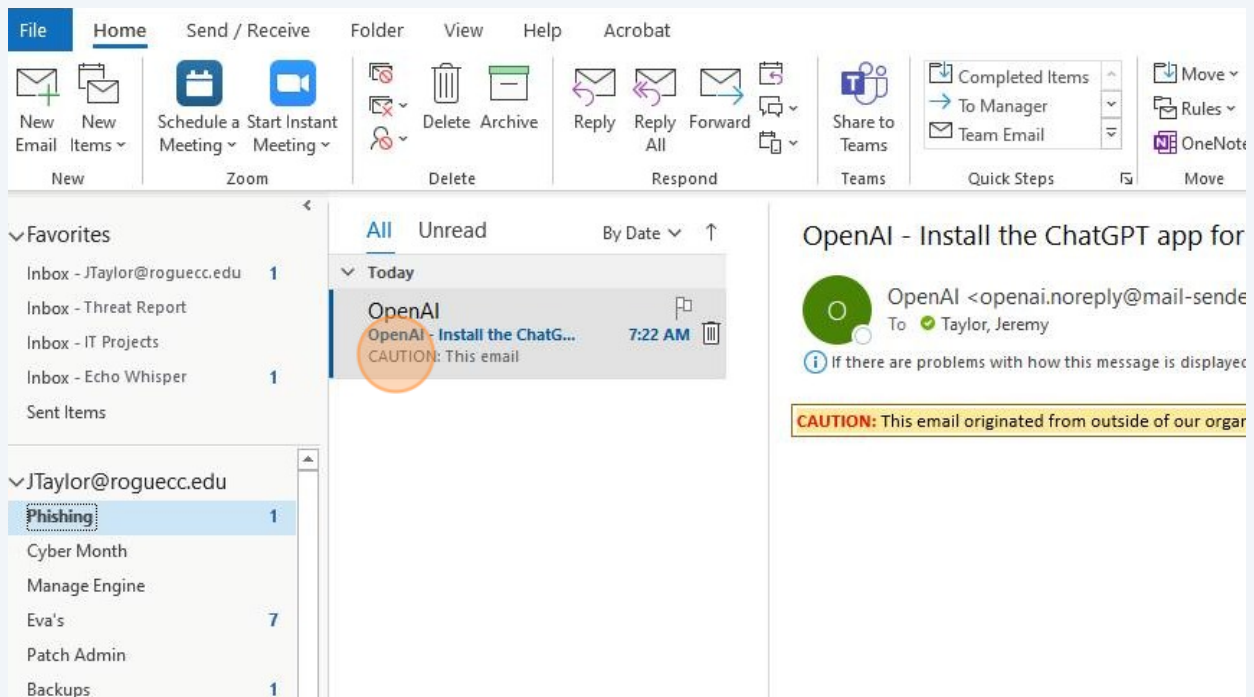 File Home Send / Receive Folder View Help Acrobat
New Email
New Items
Schedule a Meeting
Start Instant Meeting
Delete
Archive
Reply
Reply All
Forward
Share to Teams
Completed Items
To Manager
Team Email
Move
Rules
OneNote
New Zoom Delete Respond Teams Quick Steps Move
Favorites
Inbox - JTaylor@roguecc.edu 1
Inbox - Threat Report
Inbox - IT Projects
Inbox - Echo Whisper 1
Sent Items
JTaylor@roguecc.edu
Phishing 1
Cyber Month
Manage Engine
Eva's 7
Patch Admin
Backups 1
All Unread By Date
Today
OpenAI
OpenAI - Install the ChatG... 7:22 AM
CAUTION: This email
OpenAI - Install the ChatGPT app for
O
OpenAI <openai.noreply@mail-sende
To Taylor, Jeremy
If there are problems with how this message is displayed
CAUTION: This email originated from outside of our organ